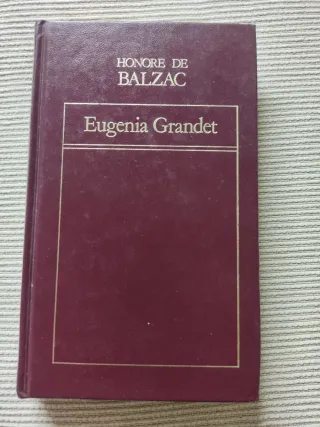 HONORE DE
BALZAC
Eugenia Grandet